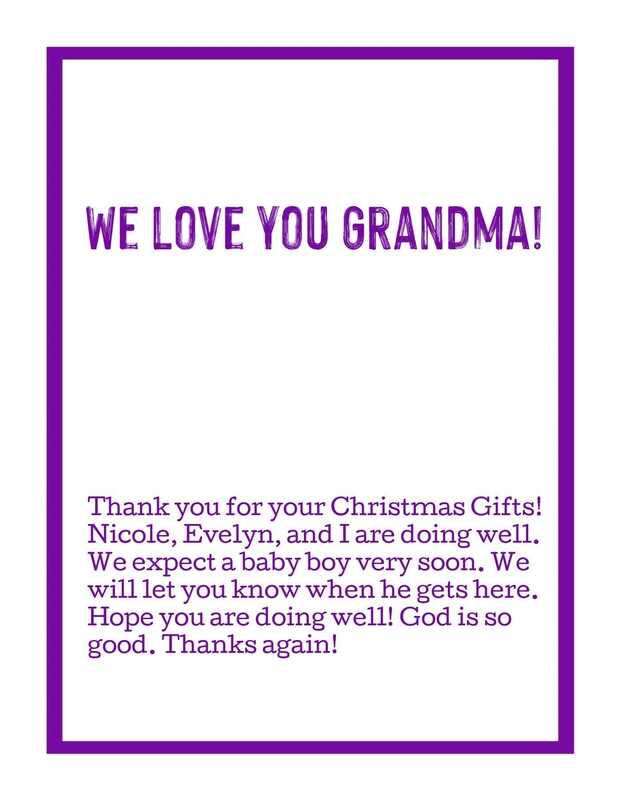 WE LOVE YOU GRANDMA!
Thank you for your Christmas Gifts!
Nicole, Evelyn, and I are doing well.
We expect a baby boy very soon. We
will let you know when he gets here.
Hope you are doing well! God is so
good. Thanks again!